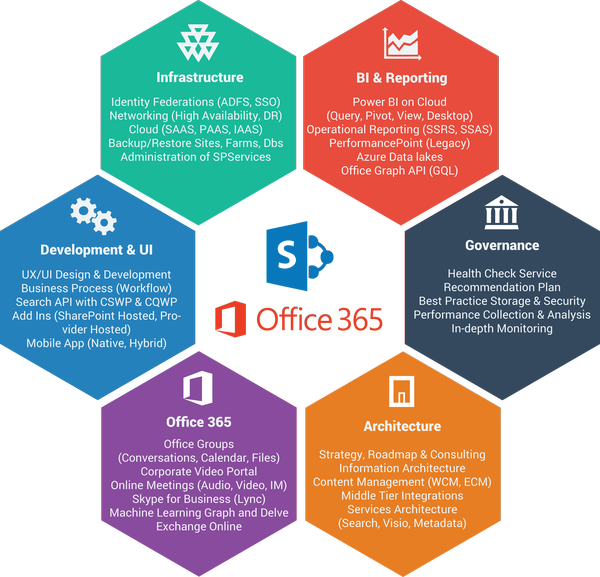 Infrastructure
Identity Federations (ADFS, SSO)
Networking (High Availability, DR)
Cloud (SAAS, PAAS, IAAS)
Backup/Restore Sites, Farms, Dbs
Administration of SPServices
BI & Reporting
Power BI on Cloud
(Query, Pivot, View, Desktop)
Operational Reporting (SSRS, SSAS)
PerformancePoint (Legacy)
Azure Data lakes
Office Graph API (GQL)
Development & UI
UX/UI Design & Development
Business Process (Workflow)
Search API with CSWP & CQWP
Add Ins (SharePoint Hosted, Pro-
vider Hosted)
Mobile App (Native, Hybrid)
S
Office 365
Governance
Health Check Service
Recommendation Plan
Best Practice Storage & Security
Performance Collection & Analysis
In-depth Monitoring
Office 365
Office Groups
(Conversations, Calendar, Files)
Corporate Video Portal
Online Meetings (Audio, Video, IM)
Skype for Business (Lync)
Machine Learning Graph and Delve
Exchange Online
Architecture
Strategy, Roadmap & Consulting
Information Architecture
Content Management (WCM, ECM)
Middle Tier Integrations
Services Architecture
(Search, Visio, Metadata)